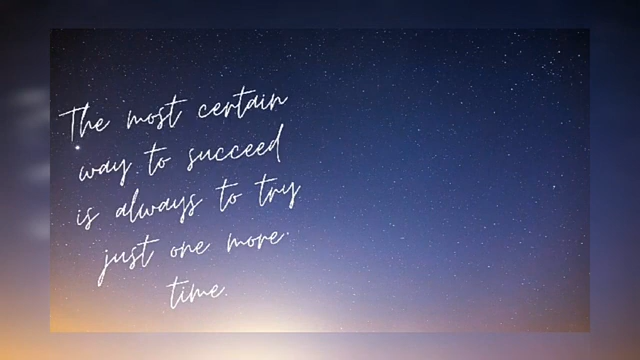 The most certain
way to succeed
is always to try
just one more
time.